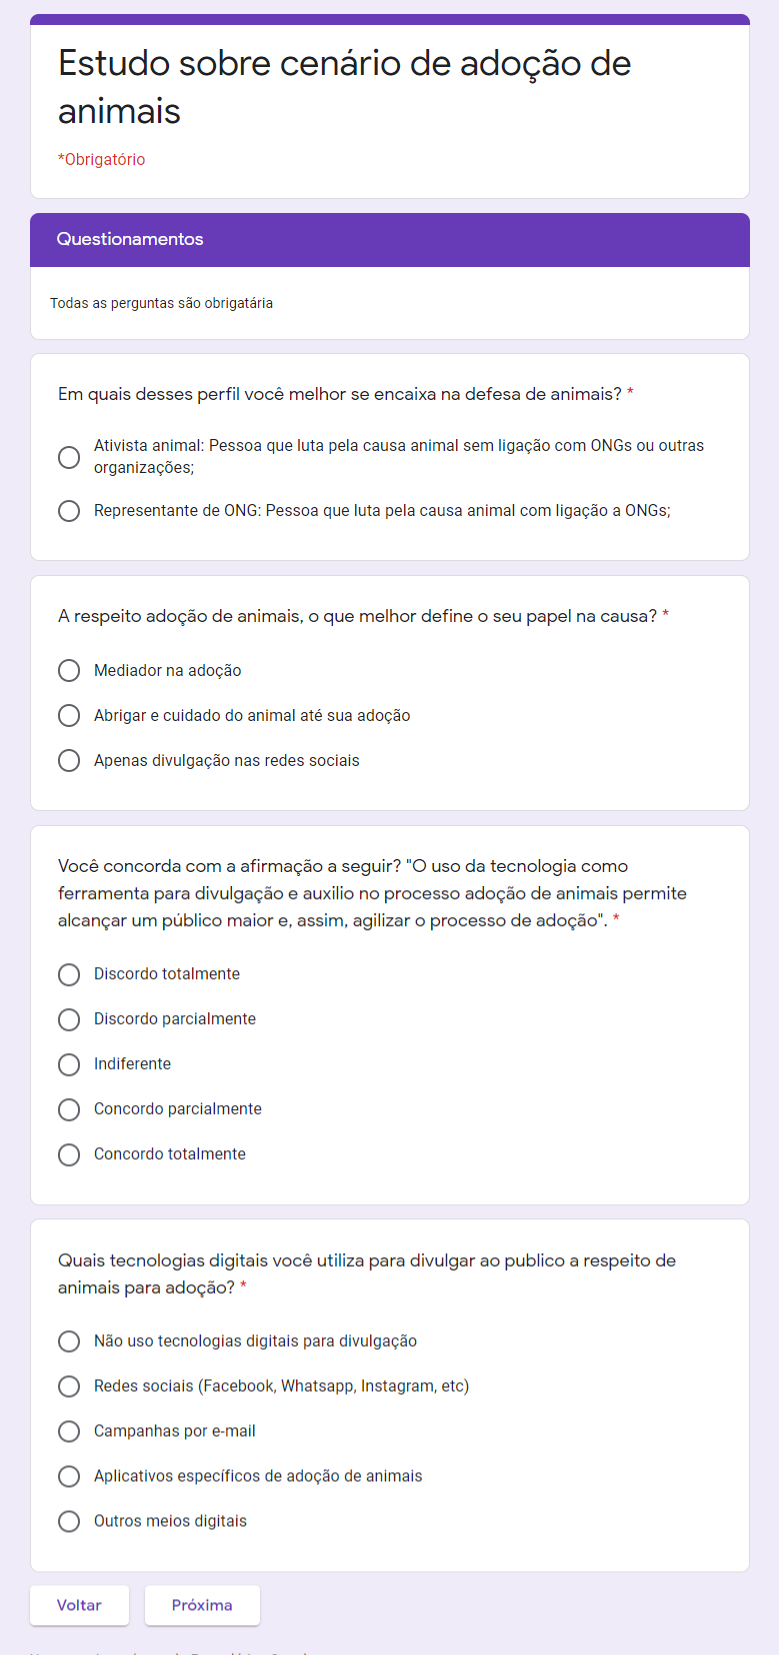 Estudo sobre cenário de adoção de
animais
*Obrigatório
Questionamentos
Todas as perguntas são obrigatária
Em quais desses perfil você melhor se encaixa na defesa de animais? *
Ativista animal: Pessoa que luta pela causa animal sem ligação com ONGs ou outras
organizações;
Representante de ONG: Pessoa que luta pela causa animal com ligação a ONGs;
A respeito adoção de animais, o que melhor define o seu papel na causa? *
Mediador na adoção
Abrigar e cuidado do animal até sua adoção
Apenas divulgação nas redes sociais
Você concorda com a afirmação a seguir? "O uso da tecnologia como
ferramenta para divulgação e auxilio no processo adoção de animais permite
alcançar um público maior e, assim, agilizar o processo de adoção". *
Discordo totalmente
Discordo parcialmente
Indiferente
Concordo parcialmente
Concordo totalmente
Quais tecnologias digitais você utiliza para divulgar ao publico a respeito de
animais para adoção? *
Não uso tecnologias digitais para divulgação
Redes sociais (Facebook, Whatsapp, Instagram, etc)
Campanhas por e-mail
Aplicativos específicos de adoção de animais
Outros meios digitais
Voltar
Próxima